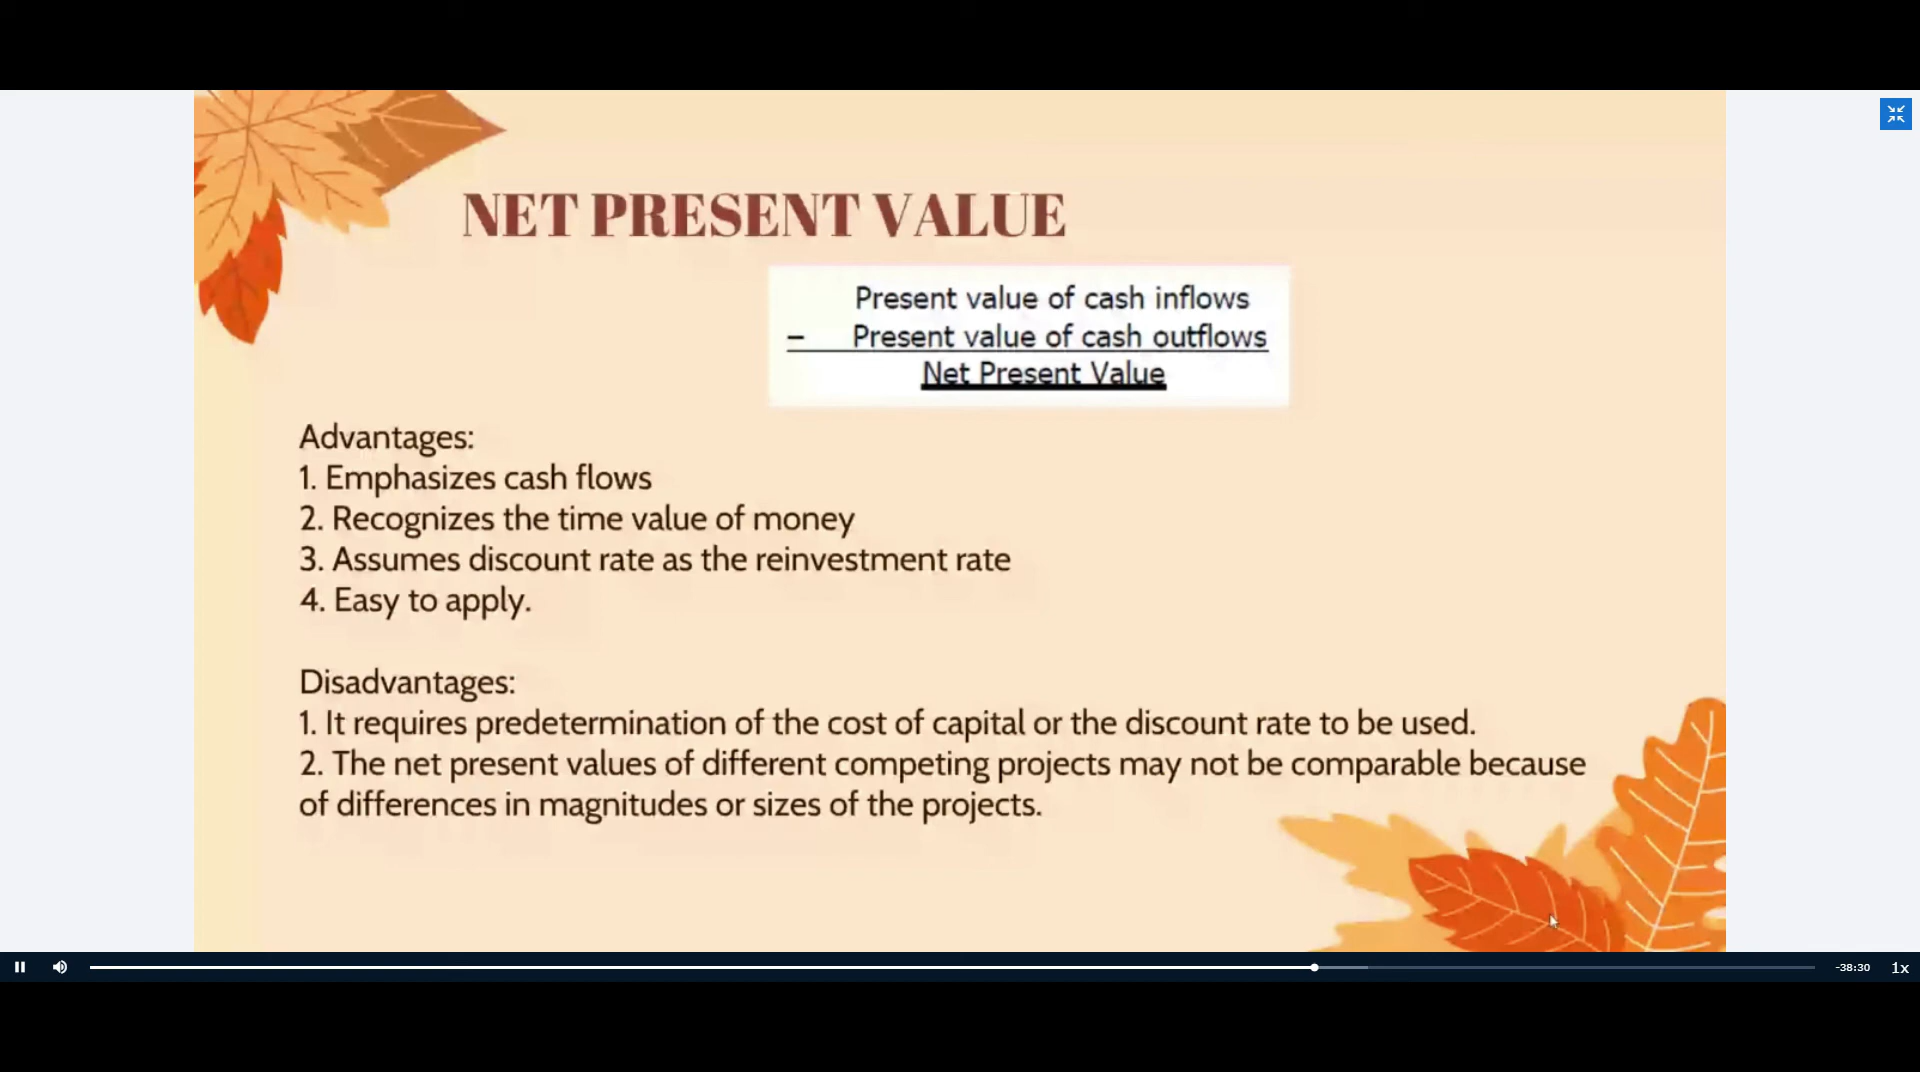 NET PRESENT VALUE
Present value of cash inflows
– Present value of cash outflows
Net Present Value
Advantages:
1. Emphasizes cash flows
2. Recognizes the time value of money
3. Assumes discount rate as the reinvestment rate
4. Easy to apply.
Disadvantages:
1. It requires predetermination of the cost of capital or the discount rate to be used.
2. The net present values of different competing projects may not be comparable because
of differences in magnitudes or sizes of the projects.
-38:30 1x